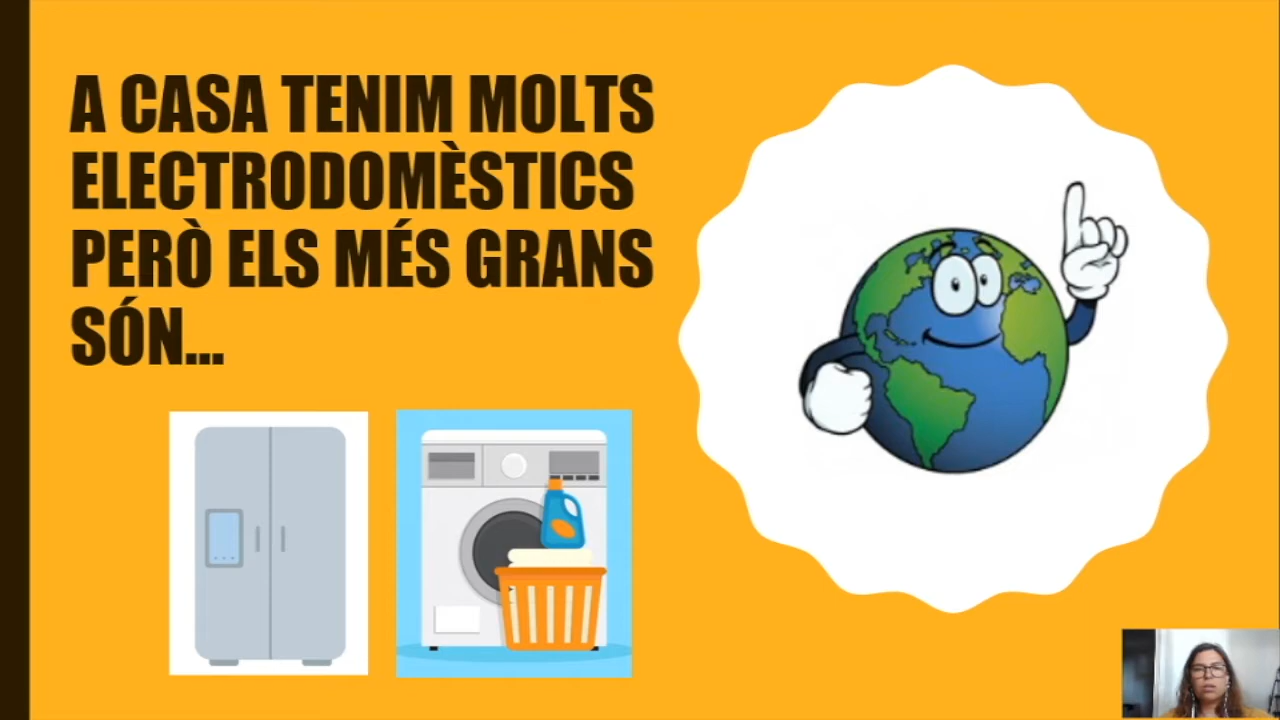 A CASA TENIM MOLTS
ELECTRODOMÈSTICS
PERÒ ELS MÉS GRANS
SÓN...